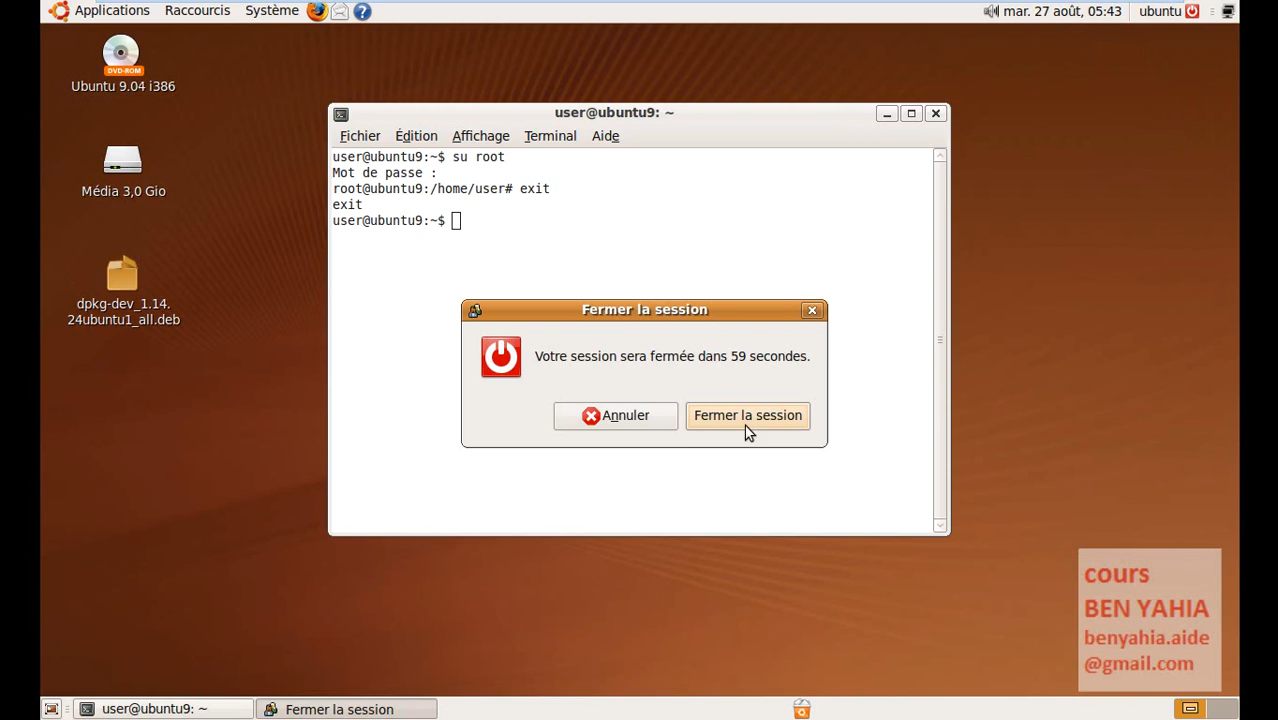 Applications Raccourcis Système
mar. 27 août, 05:43 ubuntu
DVD-ROM
Ubuntu 9.04 i386
Média 3,0 Gio
dpkg-dev_1.14.
24ubuntu1_all.deb
user@ubuntu9: ~
Fichier Édition Affichage Terminal Aide
user@ubuntu9:~$ su root
Mot de passe :
root@ubuntu9:/home/user# exit
exit
user@ubuntu9:~$
Fermer la session
Votre session sera fermée dans 59 secondes.
Annuler Fermer la session
cours
BEN YAHIA
benyahia.aide
@gmail.com
user@ubuntu9: ~ Fermer la session